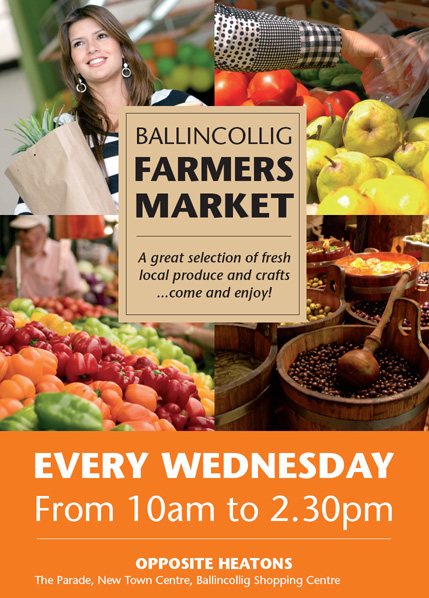 BALLINCOLLIG
FARMERS
MARKET
A great selection of fresh
local produce and crafts
...come and enjoy!
EVERY WEDNESDAY
From 10am to 2.30pm
OPPOSITE HEATONS
The Parade, New Town Centre, Ballincollig Shopping Centre